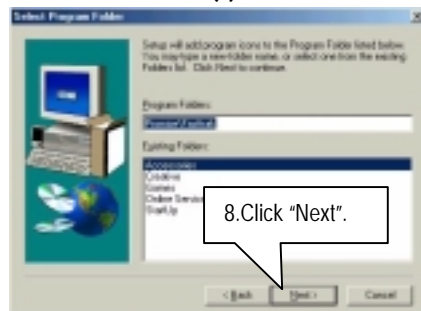 Select Program Folder
Setup will add program icons to the Program Folder listed below.
You may type a new folder name, or select one from the existing
Folders list. Click Next to continue.
Program Folders:
Existing Folders:
Accessories
Creative
Games
Online Service
StartUp
8.Click “Next”.
< Back
Next >
Cancel